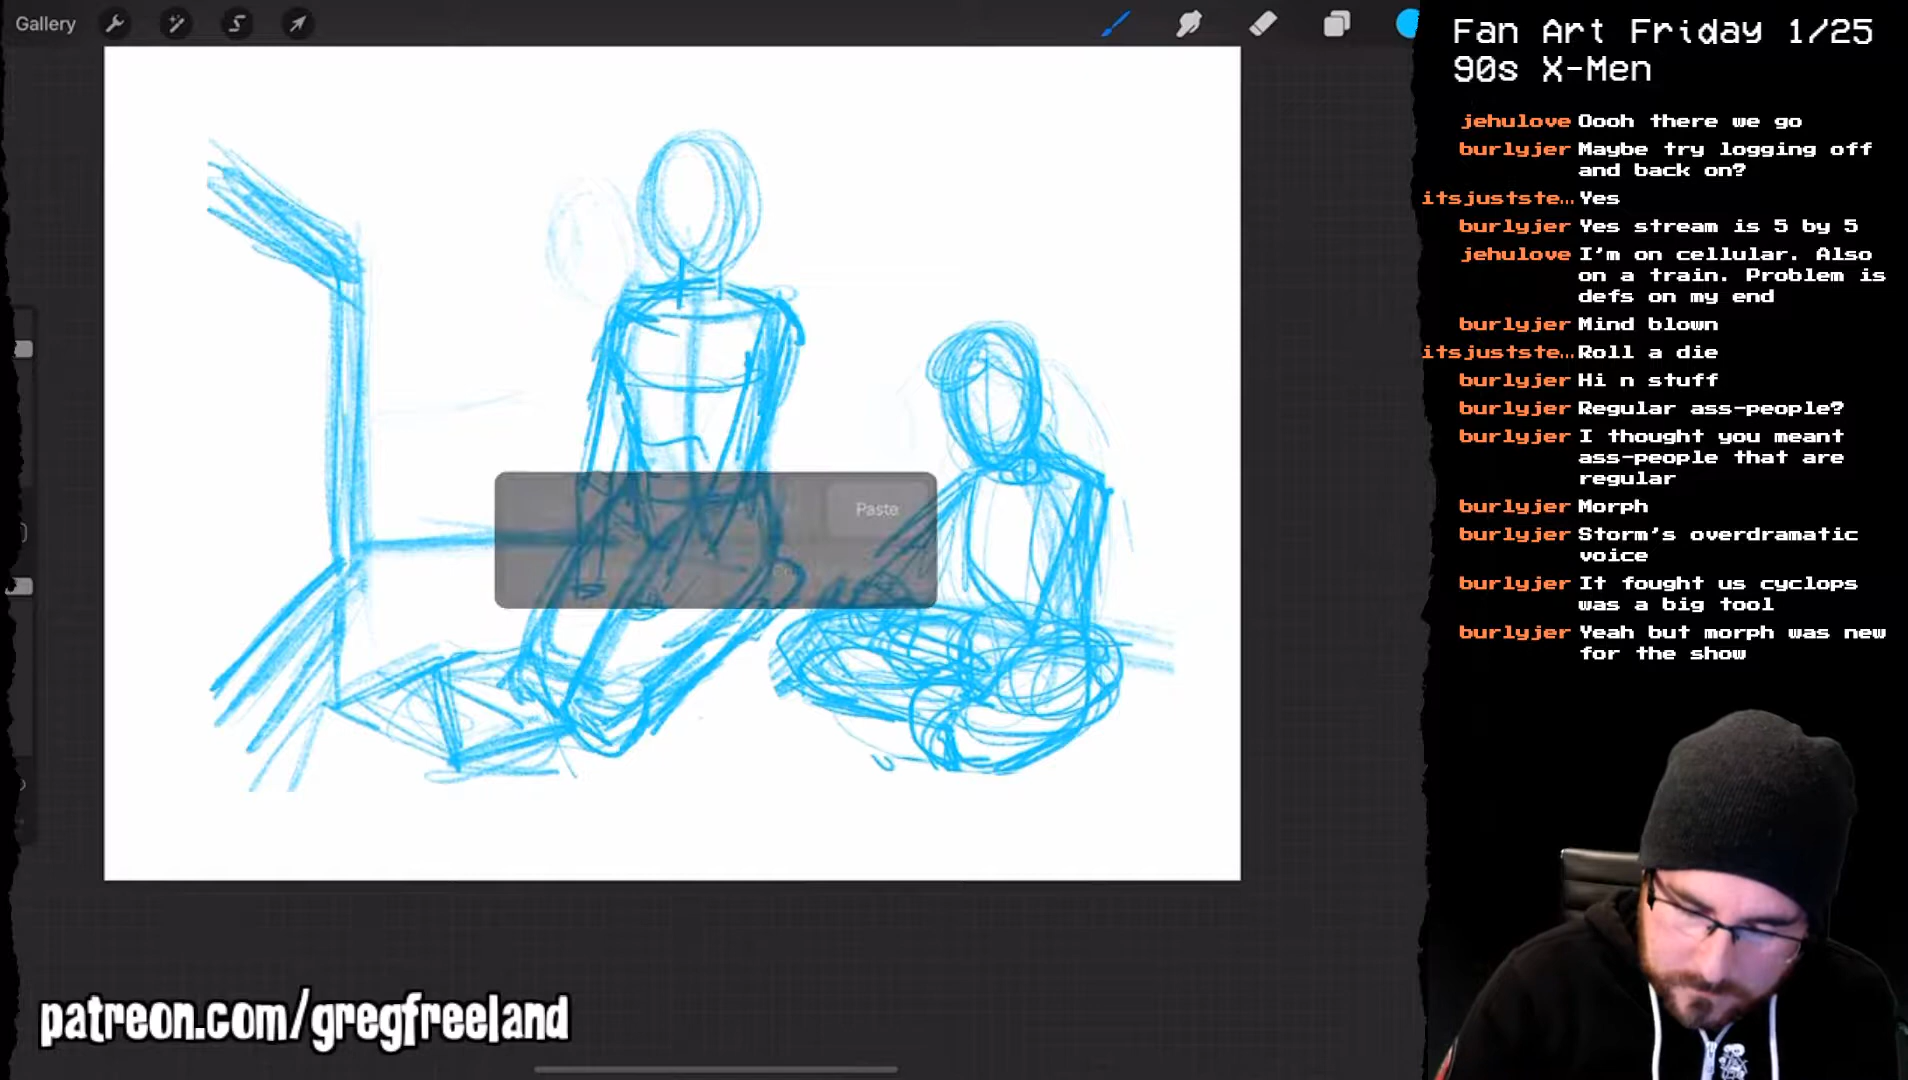 Gallery
Paste
Fan Art Friday 1/25
90s X-Men
jehulove Oooh there we go
burlyjer Maybe try logging off
and back on?
itsjustste… Yes
burlyjer Yes stream is 5 by 5
jehulove I'm on cellular. Also
on a train. Problem is
defs on my end
burlyjer Mind blown
itsjustste… Roll a die
burlyjer Hi n stuff
burlyjer Regular ass-people?
burlyjer I thought you meant
ass-people that are
regular
burlyjer Morph
burlyjer Storm's overdramatic
voice
burlyjer It fought us cyclops
was a big tool
burlyjer Yeah but morph was new
for the show
patreon.com/gregfreeland